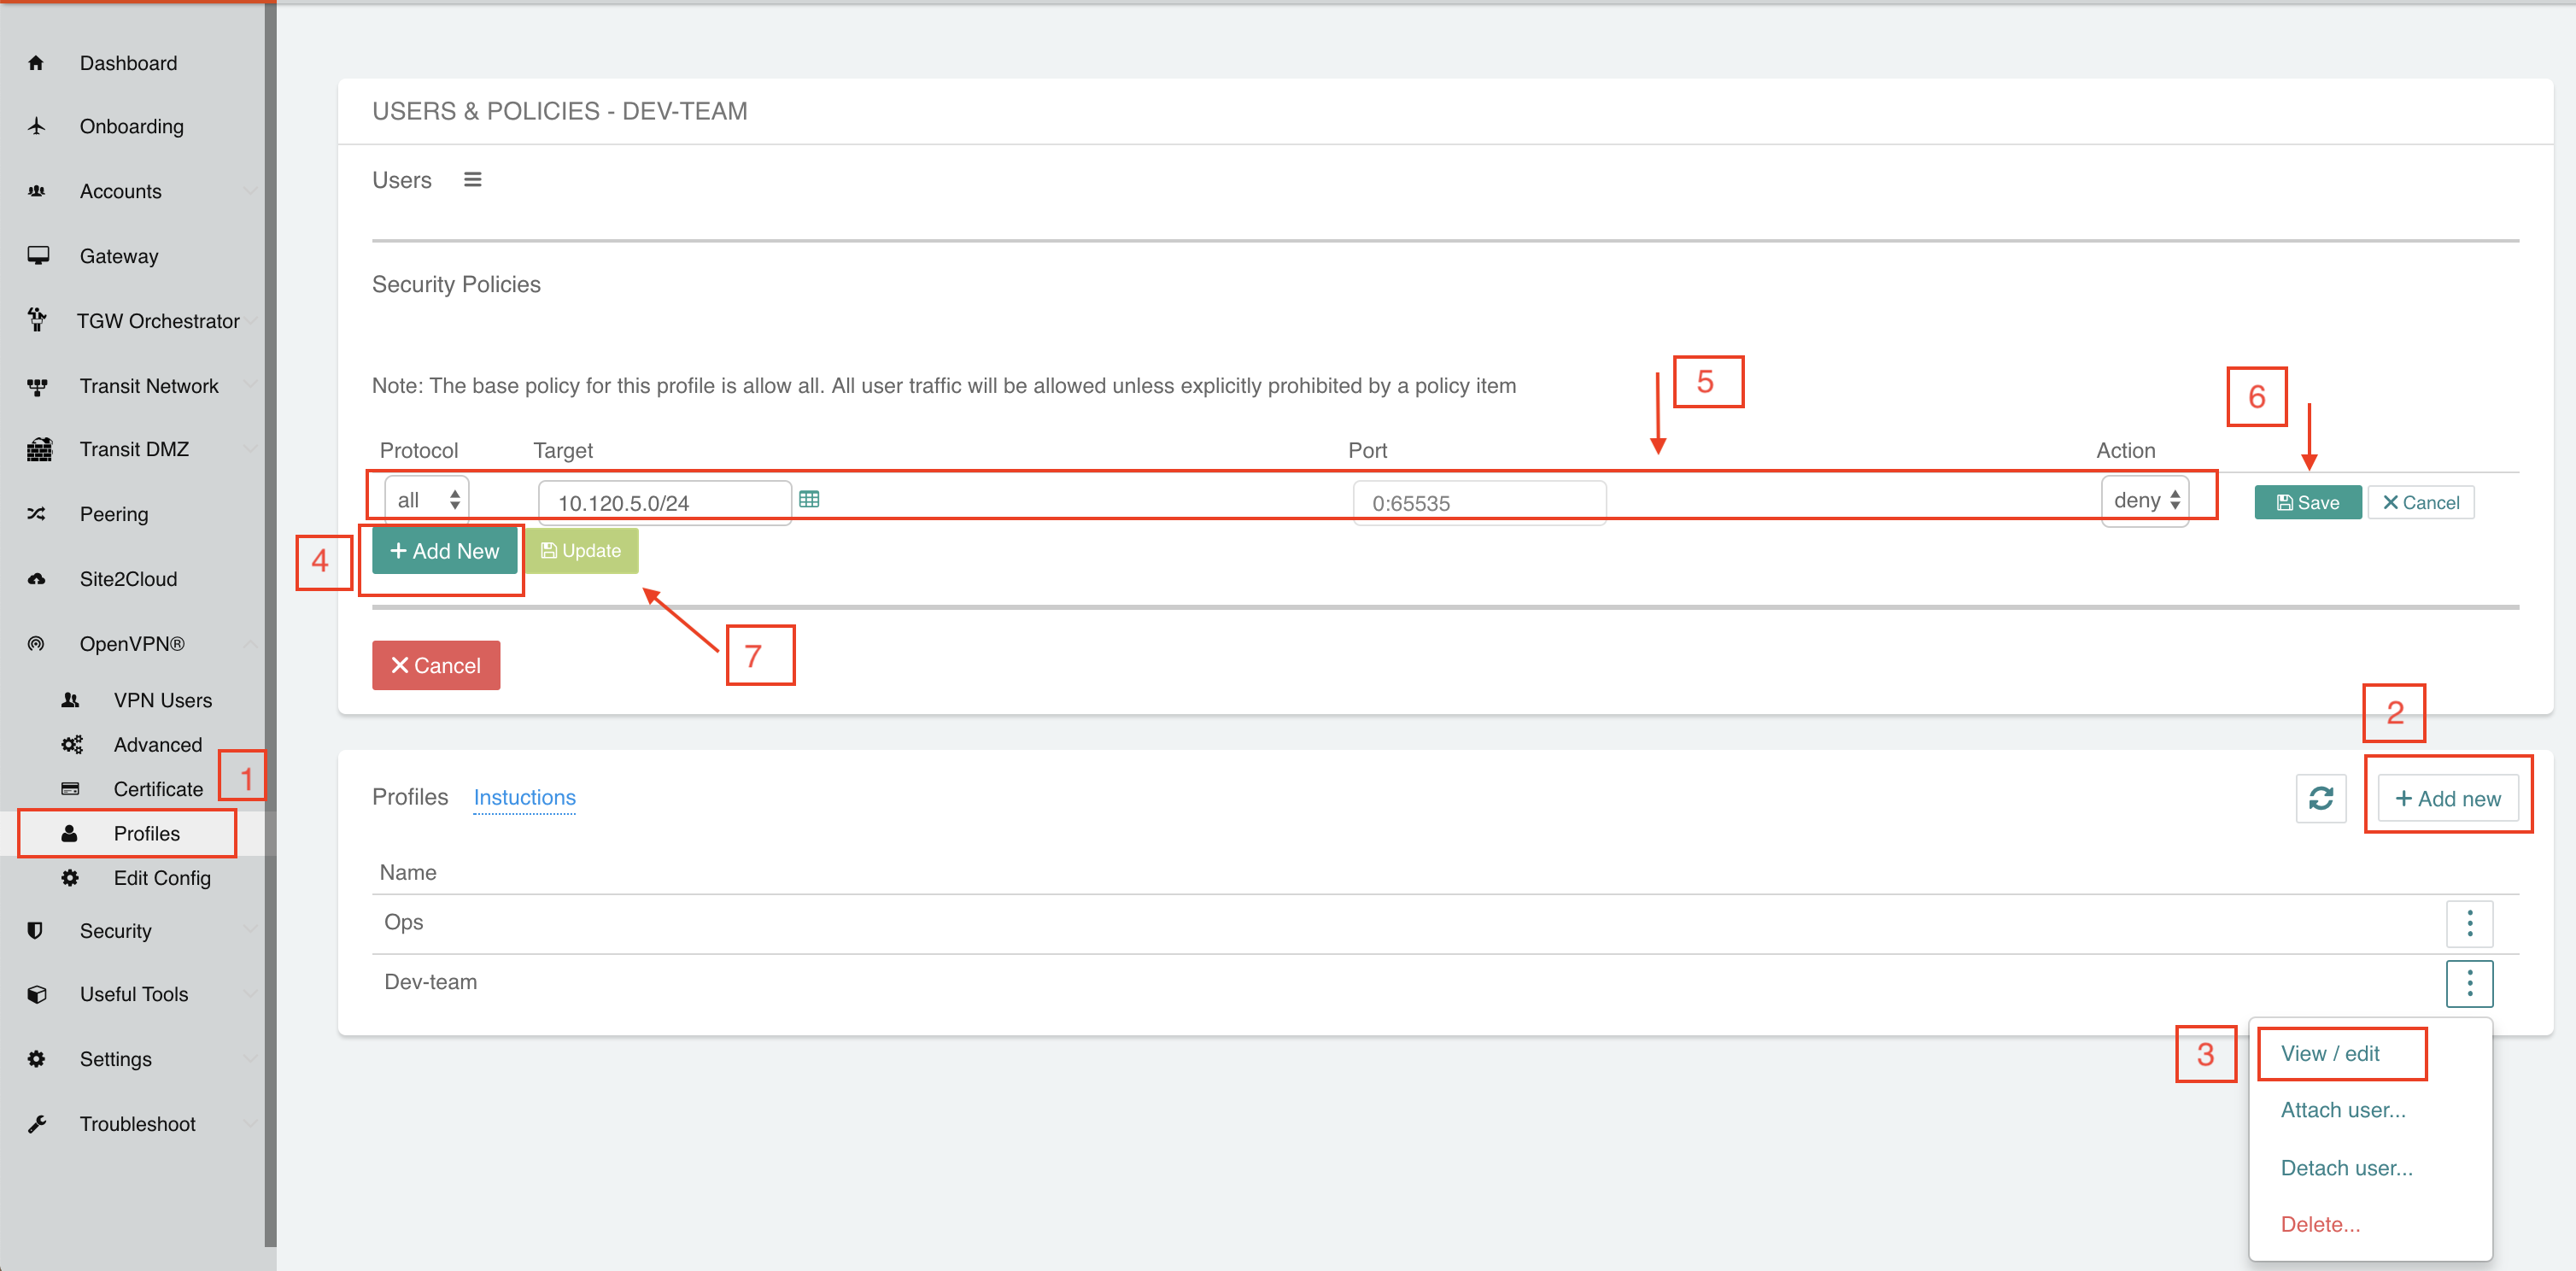 Dashboard
Onboarding
Accounts
Gateway
TGW Orchestrator
Transit Network
Transit DMZ
Peering
Site2Cloud
OpenVPN®
VPN Users
Advanced
Certificate
1
Profiles
Edit Config
Security
Useful Tools
Settings
Troubleshoot
USERS & POLICIES - DEV-TEAM
Users
Security Policies
5
6
Note: The base policy for this profile is allow all. All user traffic will be allowed unless explicitly prohibited by a policy item
Protocol Target Port Action
all 10.120.5.0/24 0:65535 deny Save Cancel
4 + Add New Update
7
Cancel
2
Profiles Instuctions + Add new
Name
Ops
Dev-team
3 View / edit
Attach user...
Detach user...
Delete...